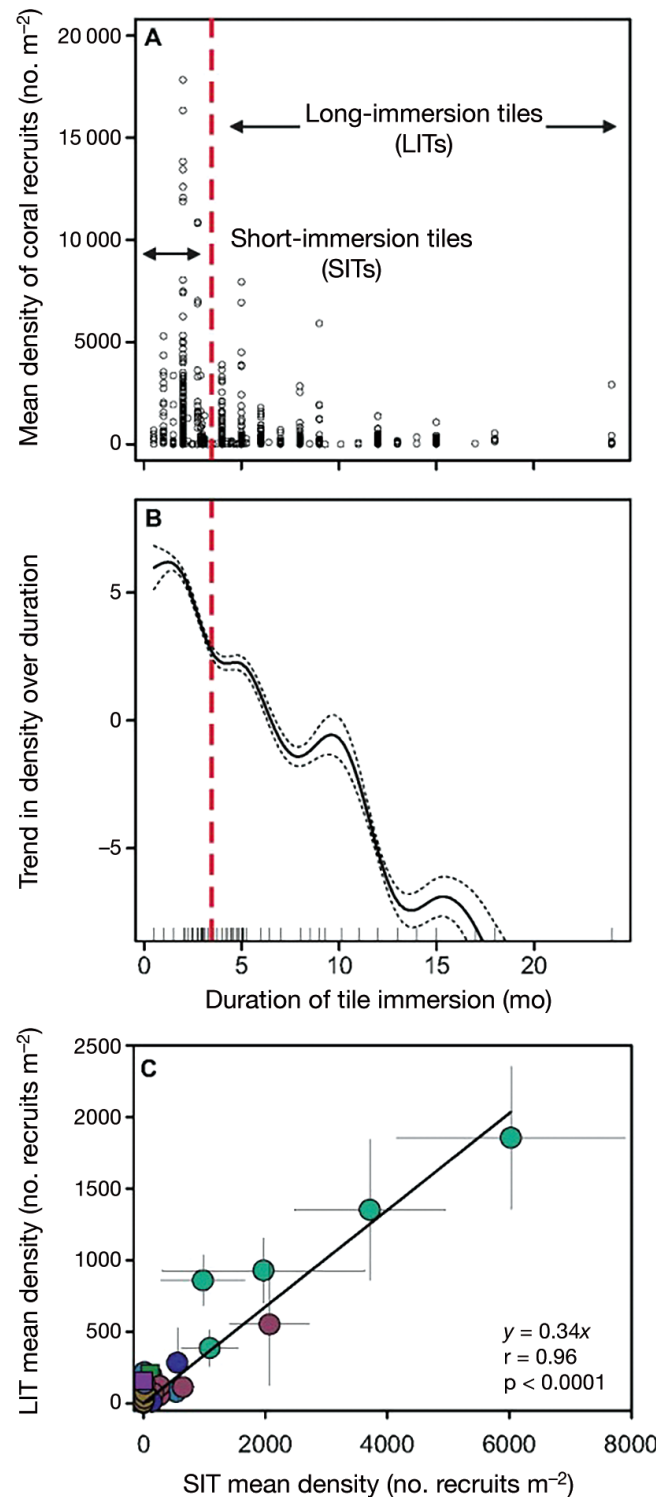 A
Mean density of coral recruits (no. m⁻²)
20 000
15 000
10 000
5000
0
Long-immersion tiles
(LITs)
Short-immersion tiles
(SITs)
B
Trend in density over duration
5
0
–5
0 5 10 15 20
Duration of tile immersion (mo)
C
LIT mean density (no. recruits m⁻²)
2500
2000
1500
1000
500
0
y = 0.34x
r = 0.96
p < 0.0001
0 2000 4000 6000 8000
SIT mean density (no. recruits m⁻²)